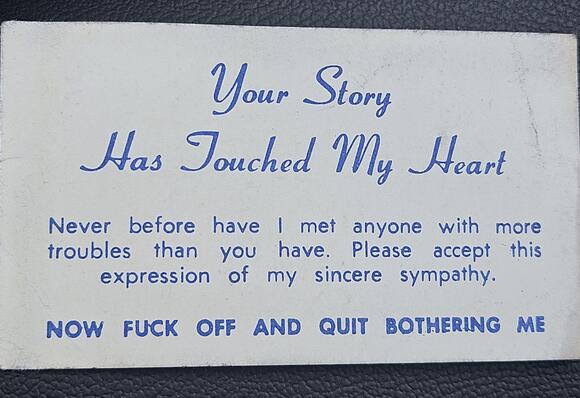 Your Story
Has Touched My Heart
Never before have I met anyone with more
troubles than you have. Please accept this
expression of my sincere sympathy.
NOW FUCK OFF AND QUIT BOTHERING ME